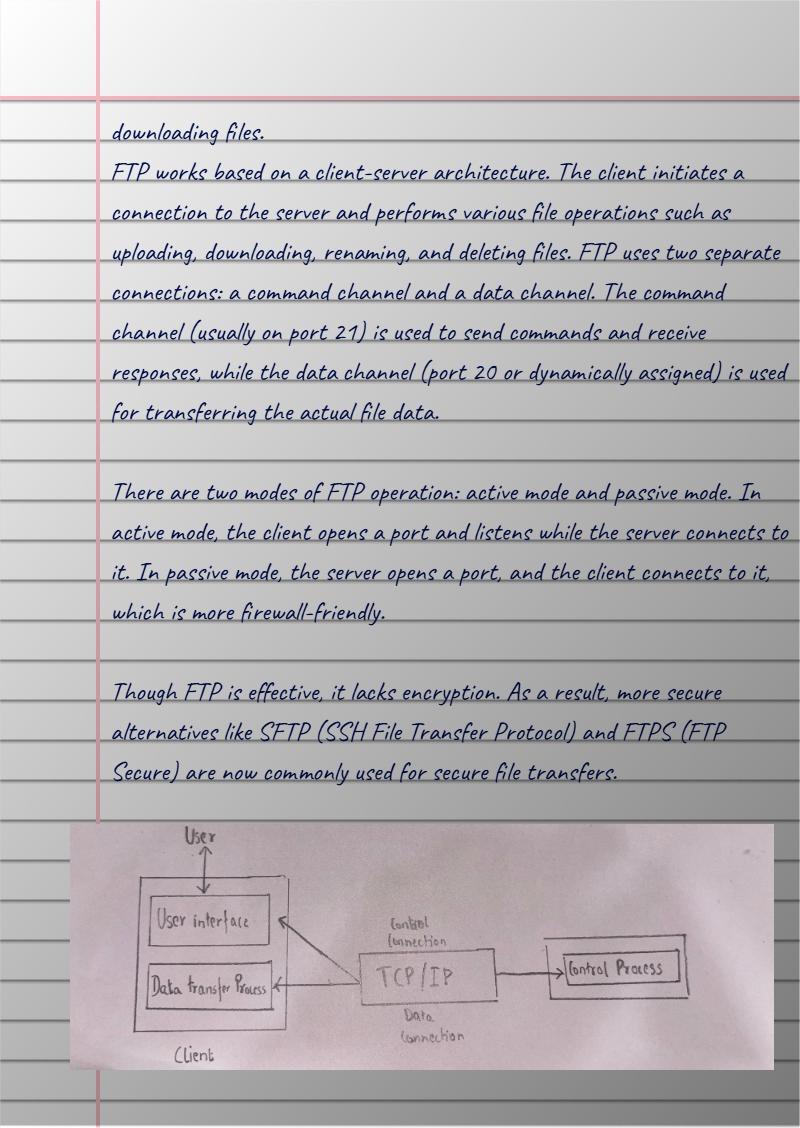 downloading files.
FTP works based on a client-server architecture. The client initiates a
connection to the server and performs various file operations such as
uploading, downloading, renaming, and deleting files. FTP uses two separate
connections: a command channel and a data channel. The command
channel (usually on port 21) is used to send commands and receive
responses, while the data channel (port 20 or dynamically assigned) is used
for transferring the actual file data.
There are two modes of FTP operation: active mode and passive mode. In
active mode, the client opens a port and listens while the server connects to
it. In passive mode, the server opens a port, and the client connects to it,
which is more firewall-friendly.
Though FTP is effective, it lacks encryption. As a result, more secure
alternatives like SFTP (SSH File Transfer Protocol) and FTPS (FTP
Secure) are now commonly used for secure file transfers.
User
User interface
Data transfer Process
Client
Control
Connection
TCP/IP
Data
Connection
Control Process